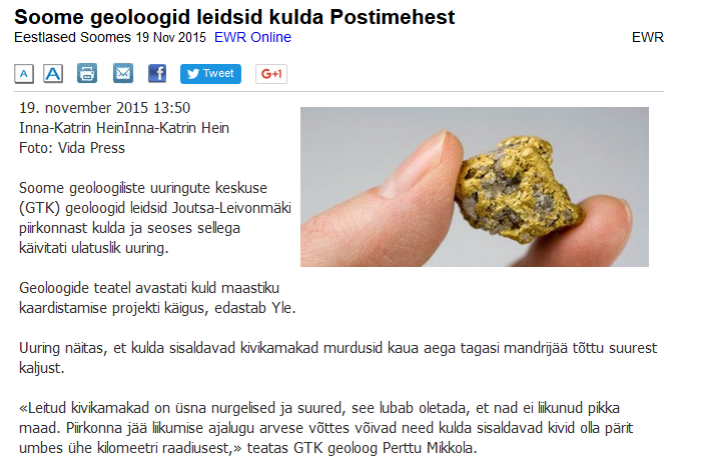 Soome geoloogid leidsid kulda Postimehest
Eestlased Soomes 19 Nov 2015 EWR Online EWR
A A Tweet G+1
19. november 2015 13:50
Inna-Katrin HeinInna-Katrin Hein
Foto: Vida Press
Soome geoloogiliste uuringute keskuse
(GTK) geoloogid leidsid Joutsa-Leivonmäki
piirkonnast kulda ja seoses sellega
käivitati ulatuslik uuring.
Geoloogide teatel avastati kuld maastiku
kaardistamise projekti käigus, edastab Yle.
Uuring näitas, et kulda sisaldavad kivikamakad murdusid kaua aega tagasi mandrijää tõttu suurest
kaljust.
«Leitud kivikamakad on üsna nurgelised ja suured, see lubab oletada, et nad ei liikunud pikka
maad. Piirkonna jää liikumise ajalugu arvesse võttes võivad need kulda sisaldavad kivid olla pärit
umbes ühe kilomeetri raadiusest,» teatas GTK geoloog Perttu Mikkola.